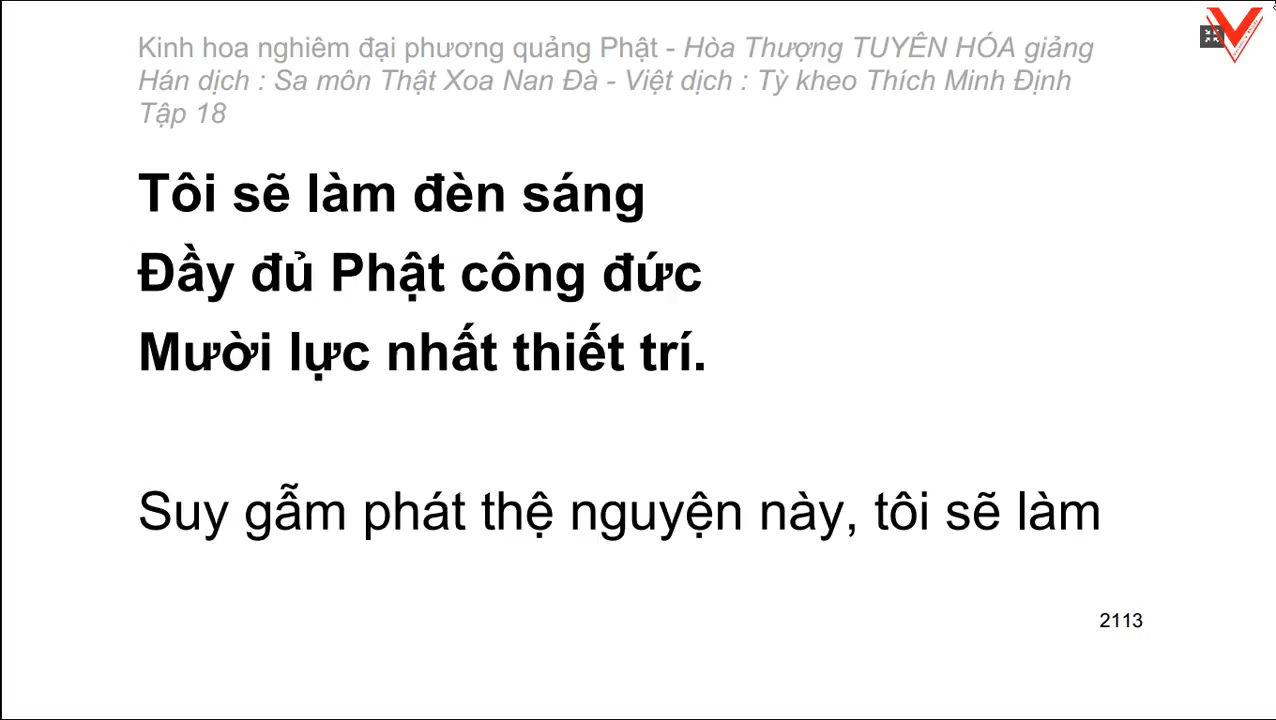 Kinh hoa nghiêm đại phương quảng Phật - Hòa Thượng TUYÊN HÓA giảng
Hán dịch : Sa môn Thật Xoa Nan Đà - Việt dịch : Tỳ kheo Thích Minh Định
Tập 18
Tôi sẽ làm đèn sáng
Đầy đủ Phật công đức
Mười lực nhất thiết trí.
Suy gẫm phát thệ nguyện này, tôi sẽ làm
2113